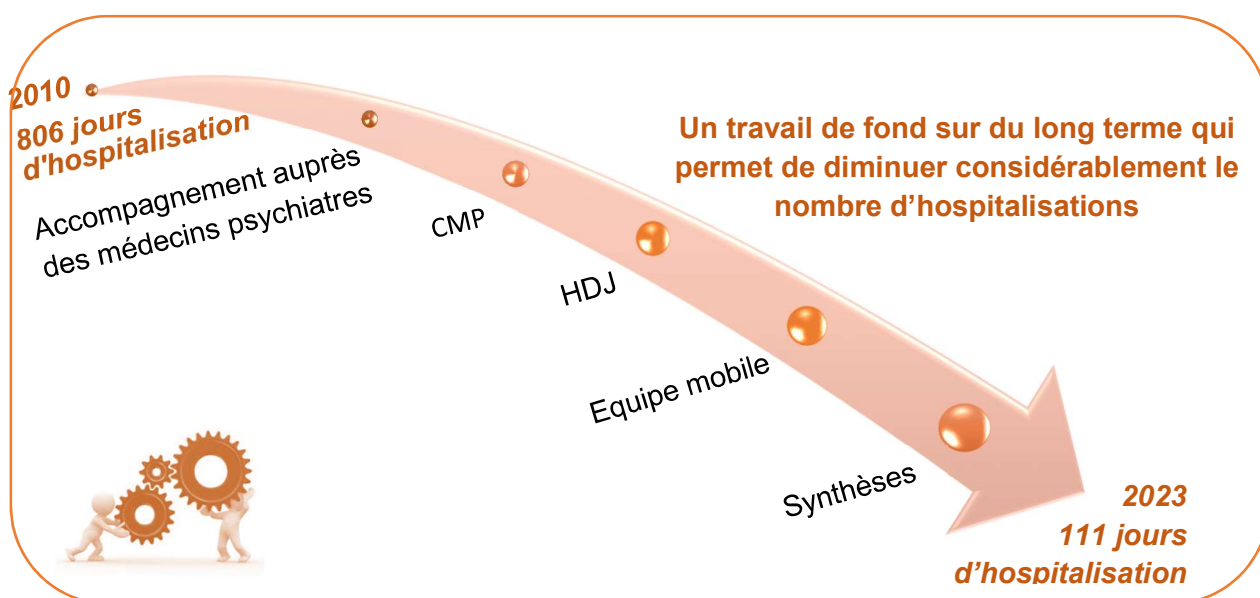 2010
806 jours
d'hospitalisation
Un travail de fond sur du long terme qui
permet de diminuer considérablement le
nombre d’hospitalisations
Accompagnement auprès
des médecins psychiatres
CMP
HDJ
Equipe mobile
Synthèses
2023
111 jours
d’hospitalisation